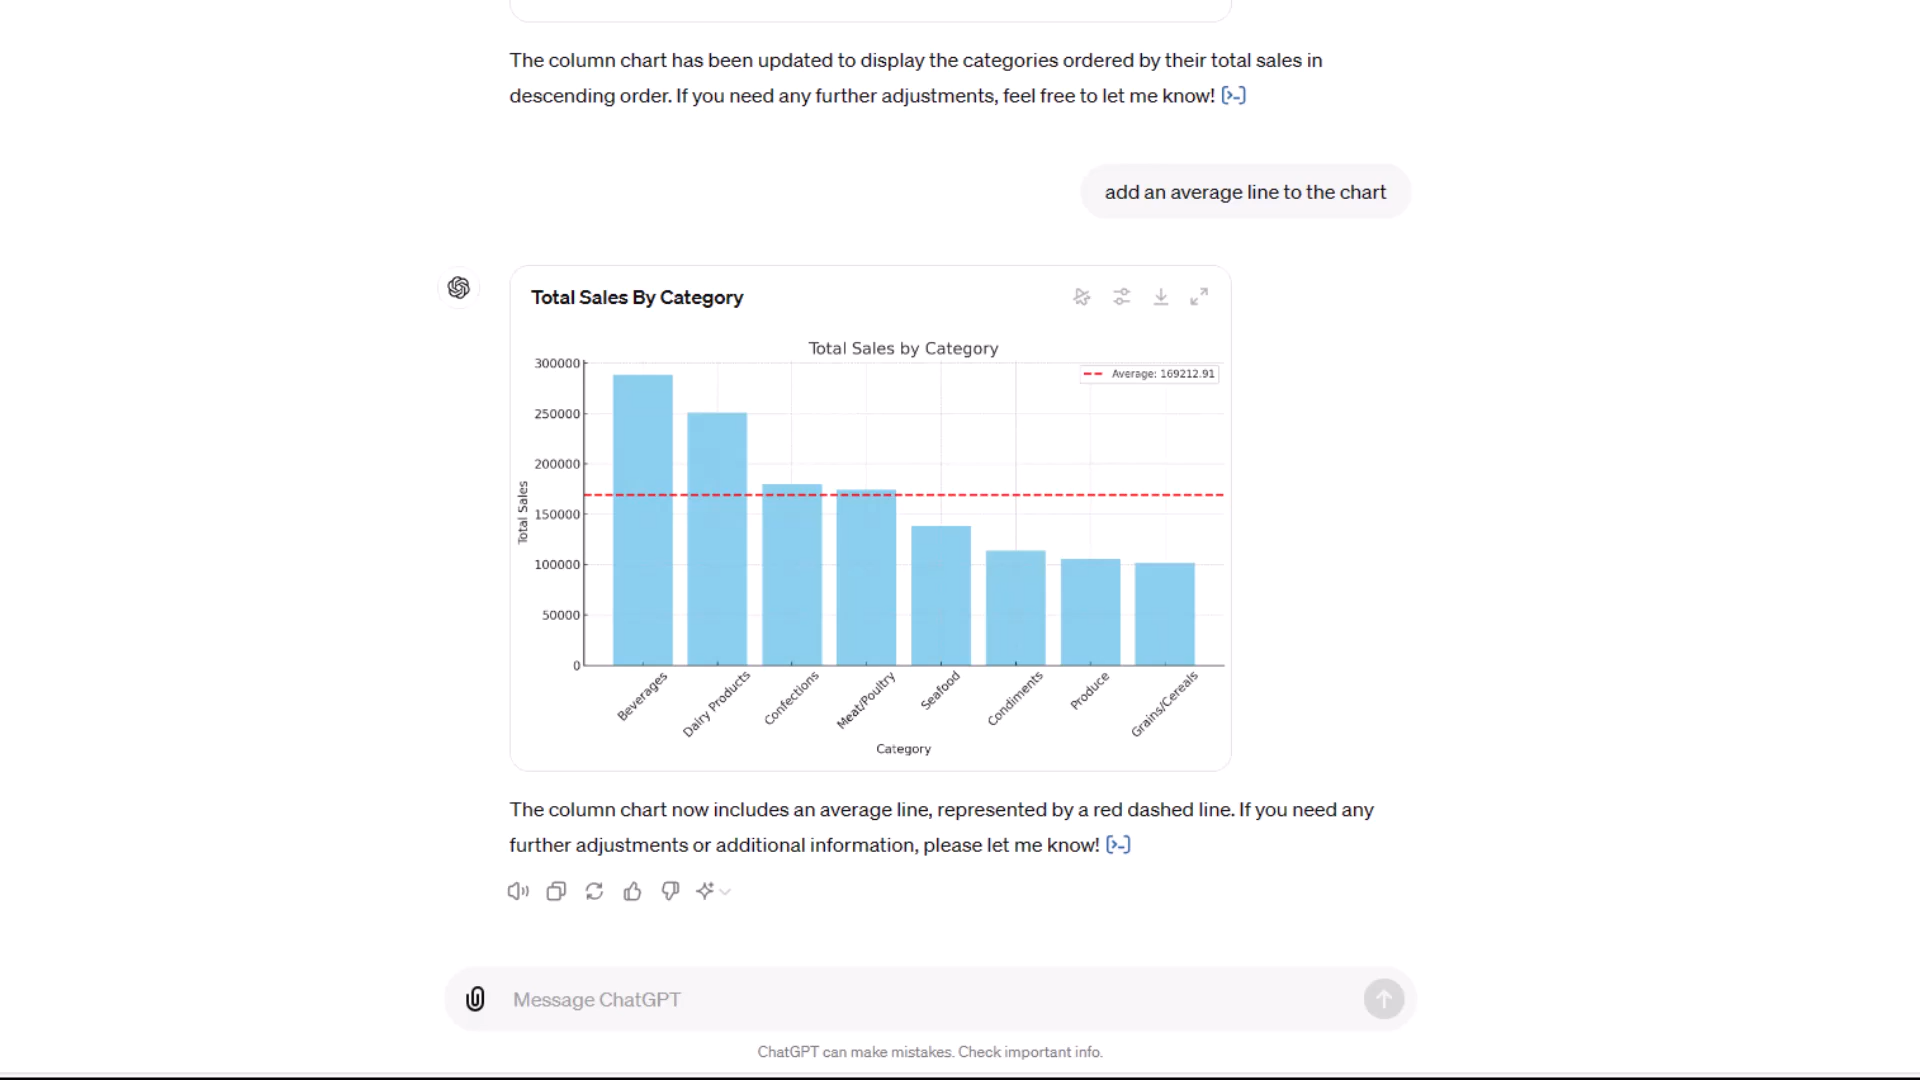 The column chart has been updated to display the categories ordered by their total sales in
descending order. If you need any further adjustments, feel free to let me know! [>-]
add an average line to the chart
Total Sales By Category
Total Sales by Category
Average: 169212.91
300000
250000
200000
150000
100000
50000
0
Total Sales
Beverages
Dairy Products
Confections
Meat/Poultry
Seafood
Condiments
Produce
Grains/Cereals
Category
The column chart now includes an average line, represented by a red dashed line. If you need any
further adjustments or additional information, please let me know! [>-]
Message ChatGPT
ChatGPT can make mistakes. Check important info.